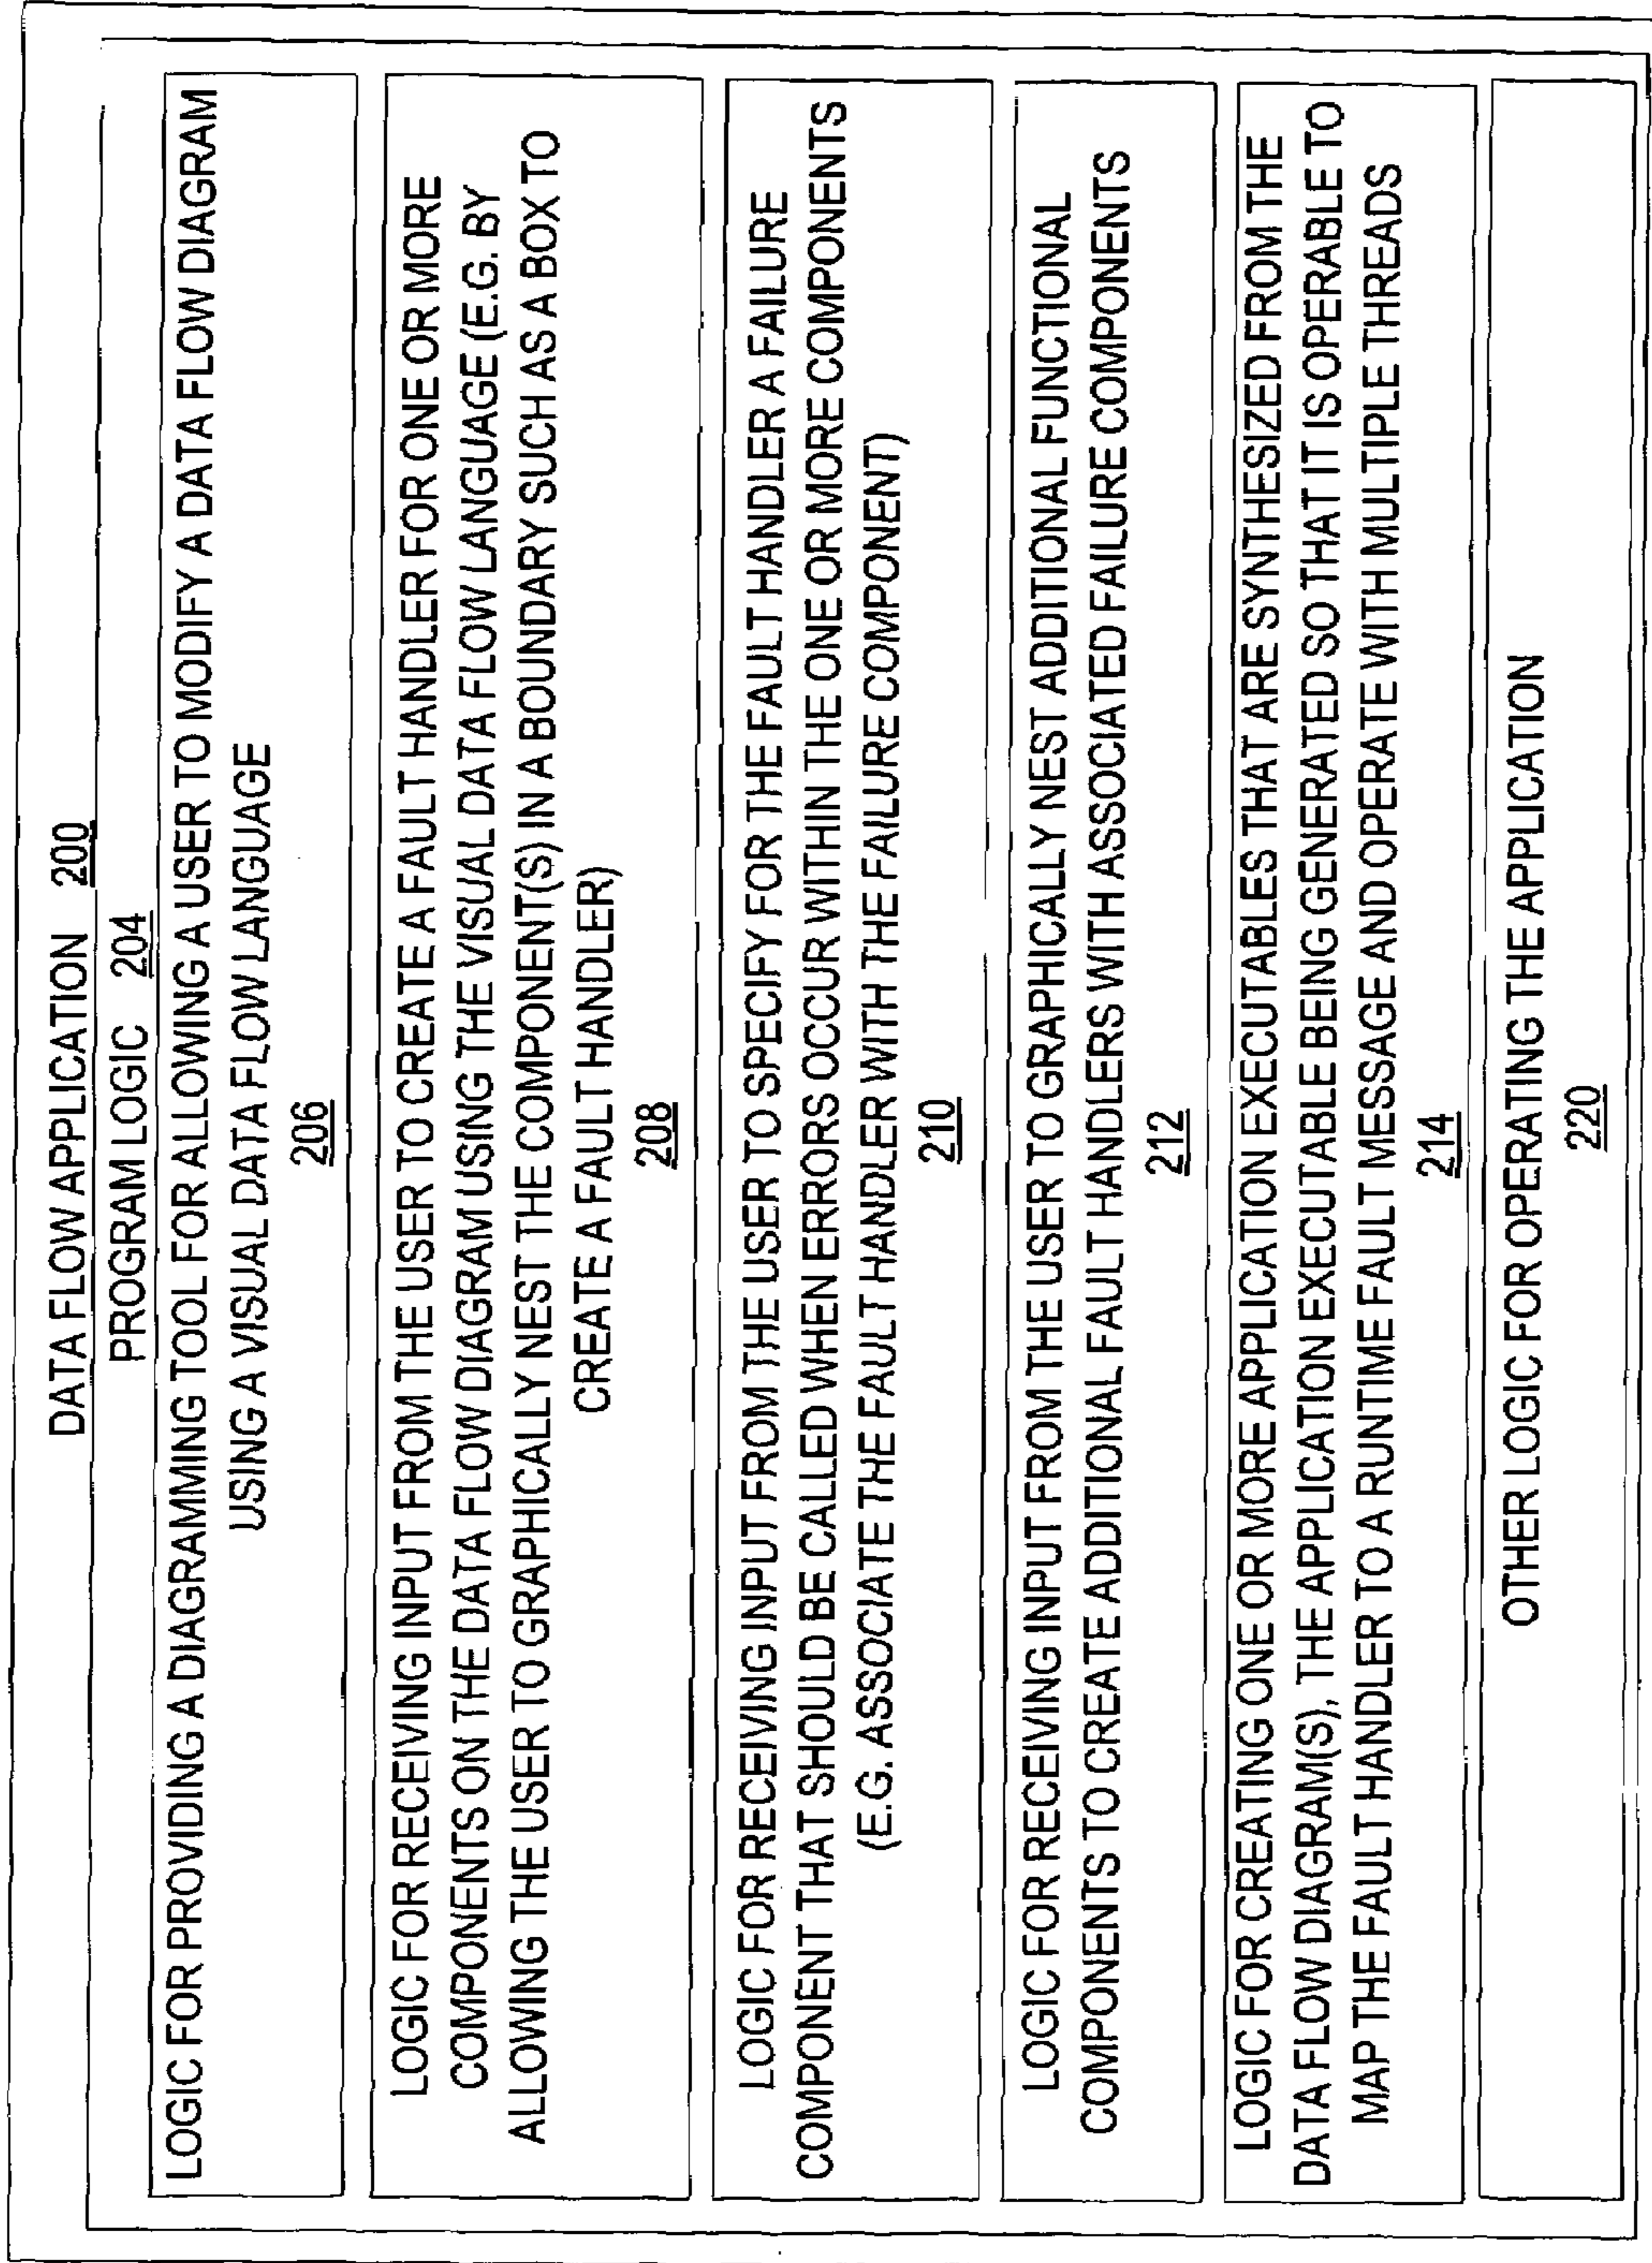 DATA FLOW APPLICATION 200
PROGRAM LOGIC 204
LOGIC FOR PROVIDING A DIAGRAMMING TOOL FOR ALLOWING A USER TO MODIFY A DATA FLOW DIAGRAM
USING A VISUAL DATA FLOW LANGUAGE
206
LOGIC FOR RECEIVING INPUT FROM THE USER TO CREATE A FAULT HANDLER FOR ONE OR MORE
COMPONENTS ON THE DATA FLOW DIAGRAM USING THE VISUAL DATA FLOW LANGUAGE (E.G. BY
ALLOWING THE USER TO GRAPHICALLY NEST THE COMPONENT(S) IN A BOUNDARY SUCH AS A BOX TO
CREATE A FAULT HANDLER)
208
LOGIC FOR RECEIVING INPUT FROM THE USER TO SPECIFY FOR THE FAULT HANDLER A FAILURE
COMPONENT THAT SHOULD BE CALLED WHEN ERRORS OCCUR WITHIN THE ONE OR MORE COMPONENTS
(E.G. ASSOCIATE THE FAULT HANDLER WITH THE FAILURE COMPONENT)
210
LOGIC FOR RECEIVING INPUT FROM THE USER TO GRAPHICALLY NEST ADDITIONAL FUNCTIONAL
COMPONENTS TO CREATE ADDITIONAL FAULT HANDLERS WITH ASSOCIATED FAILURE COMPONENTS
212
LOGIC FOR CREATING ONE OR MORE APPLICATION EXECUTABLES THAT ARE SYNTHESIZED FROM THE
DATA FLOW DIAGRAM(S), THE APPLICATION EXECUTABLE BEING GENERATED SO THAT IT IS OPERABLE TO
MAP THE FAULT HANDLER TO A RUNTIME FAULT MESSAGE AND OPERATE WITH MULTIPLE THREADS
214
OTHER LOGIC FOR OPERATING THE APPLICATION
220